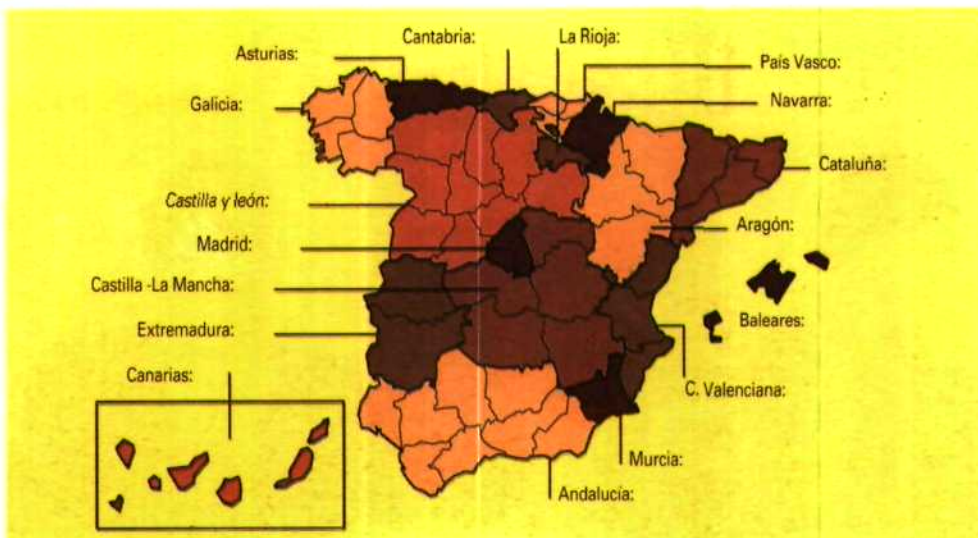 Cantabria:
La Rioja:
Asturias:
País Vasco:
Galicia:
Navarra:
Cataluña:
Castilla y león:
Aragón:
Madrid:
Castilla -La Mancha:
Baleares:
Extremadura:
Canarias:
C. Valenciana:
Murcia:
Andalucía: